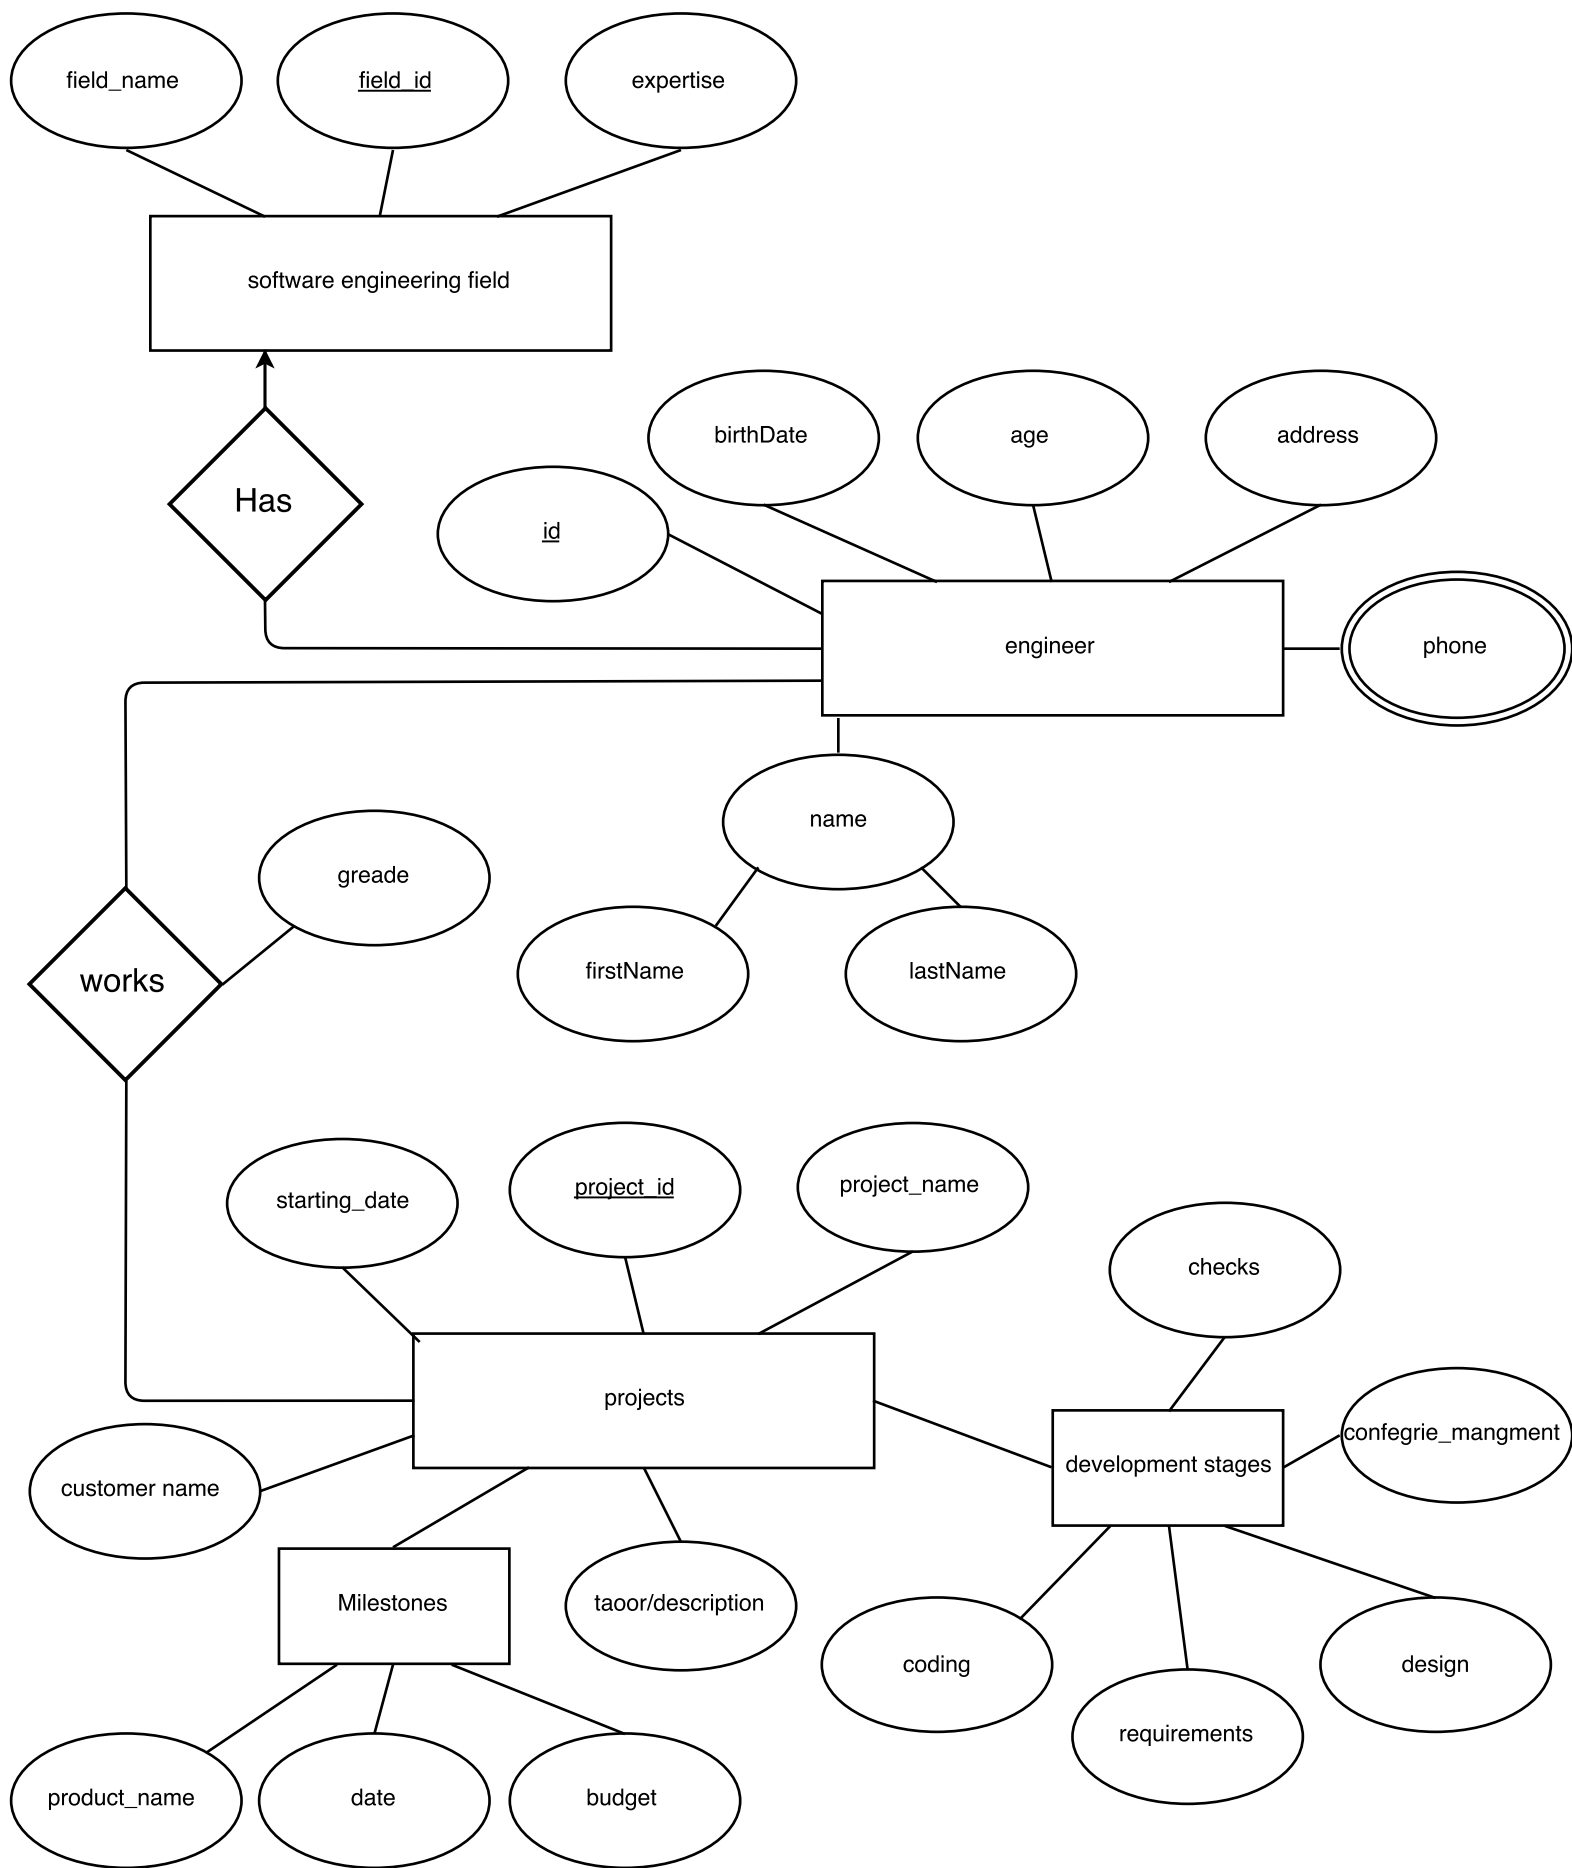 field_name
field_id
expertise
software engineering field
birthDate
age
address
Has
id
engineer
phone
name
greade
firstName
lastName
works
starting_date
project_id
project_name
checks
projects
confegrie_mangment
development stages
customer name
Milestones
taoor/description
coding
design
requirements
product_name
date
budget